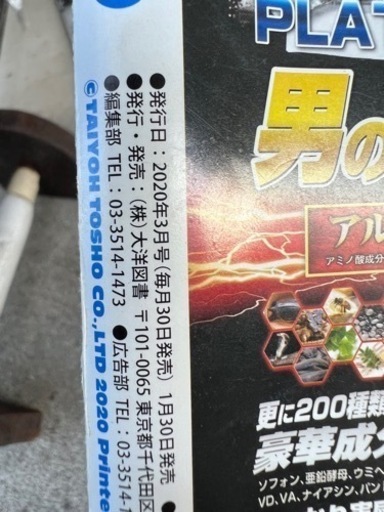 PLAT
男の
アル
アミノ酸成分
更に200種類
豪華成
ソフォン、亜鉛酵母、ウミヘ
VD、VA、ナイアシン、パント
●発行日：2020年3月号(毎月30日発売) 1月30日発売
●発行・発売：(株)大洋図書 〒101-0065 東京都千代田区
●編集部 TEL：03-3514-1473 ●広告部 TEL：03-3514-1
©TAIYOH TOSHO CO.,LTD 2020 Printe